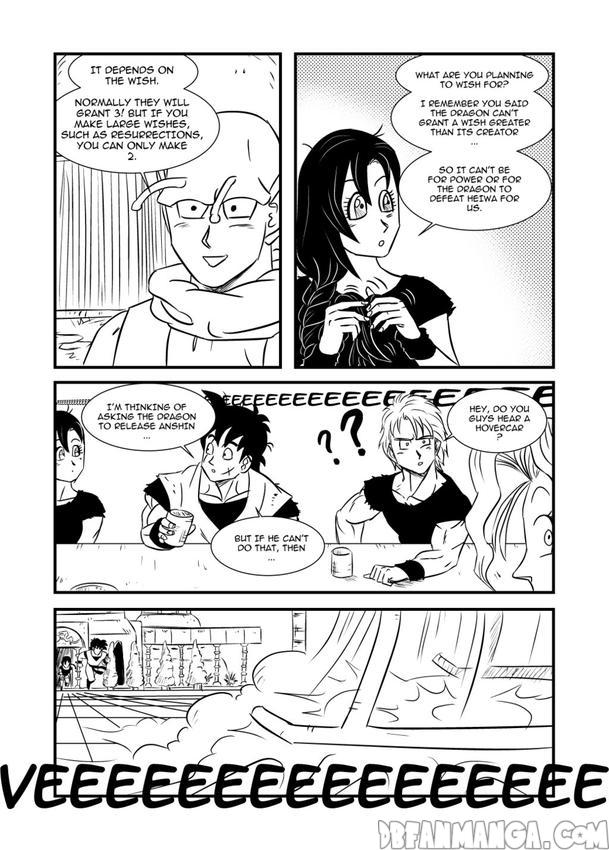 IT DEPENDS ON
THE WISH.
NORMALLY THEY WILL
GRANT 3! BUT IF YOU
MAKE LARGE WISHES,
SUCH AS RESURRECTIONS,
YOU CAN ONLY MAKE
2.
WHAT ARE YOU PLANNING
TO WISH FOR?
I REMEMBER YOU SAID
THE DRAGON CAN'T
GRANT A WISH GREATER
THAN ITS CREATOR
...
SO IT CAN'T BE
FOR POWER OR FOR
THE DRAGON TO
DEFEAT HEIWA FOR
US.
EEEEEEEEEEEEEEEEEEEEEE
I'M THINKING OF
ASKING THE DRAGON
TO RELEASE ANSHIN
...
??
HEY, DO YOU
GUYS HEAR A
HOVERCAR?
BUT IF HE CAN'T
DO THAT, THEN
...
VEEEEEEEEEEEEEEEEEE
DBFANMANGA.COM